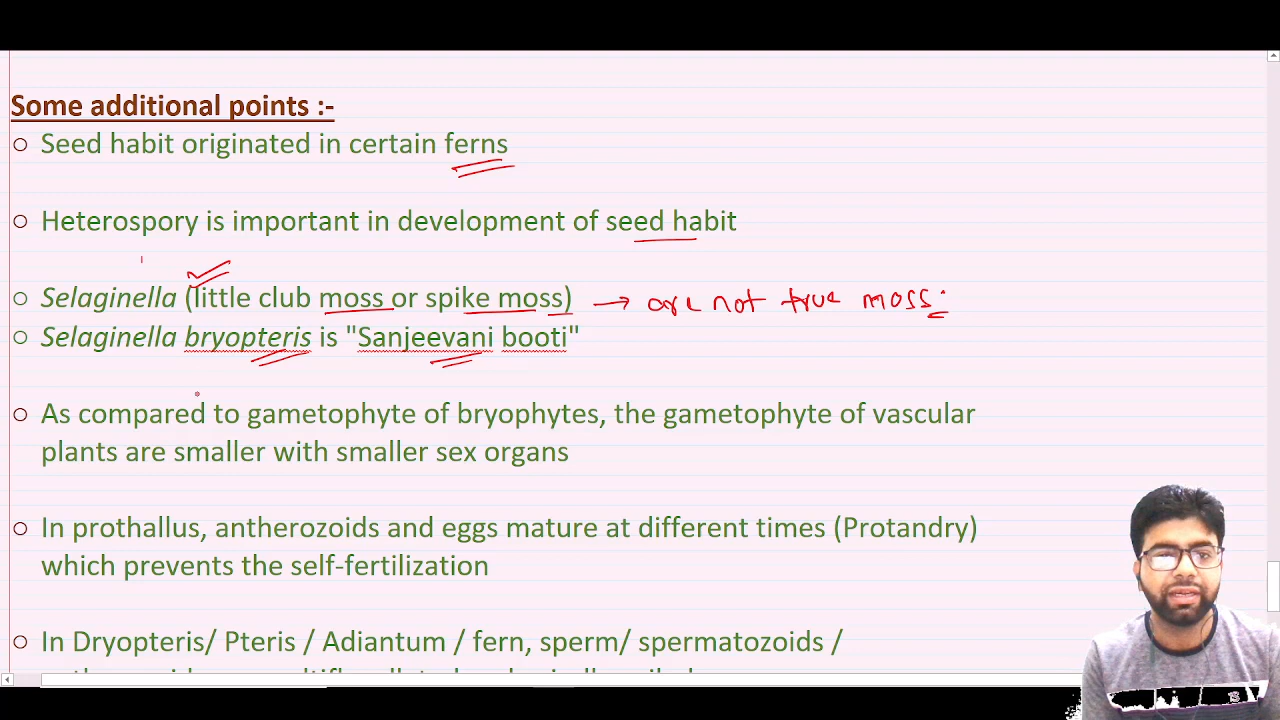 Some additional points :-
○ Seed habit originated in certain ferns
○ Heterospory is important in development of seed habit
○ Selaginella (little club moss or spike moss) → are not true moss.
○ Selaginella bryopteris is "Sanjeevani booti"
○ As compared to gametophyte of bryophytes, the gametophyte of vascular
plants are smaller with smaller sex organs
○ In prothallus, antherozoids and eggs mature at different times (Protandry)
which prevents the self-fertilization
○ In Dryopteris/ Pteris / Adiantum / fern, sperm/ spermatozoids /